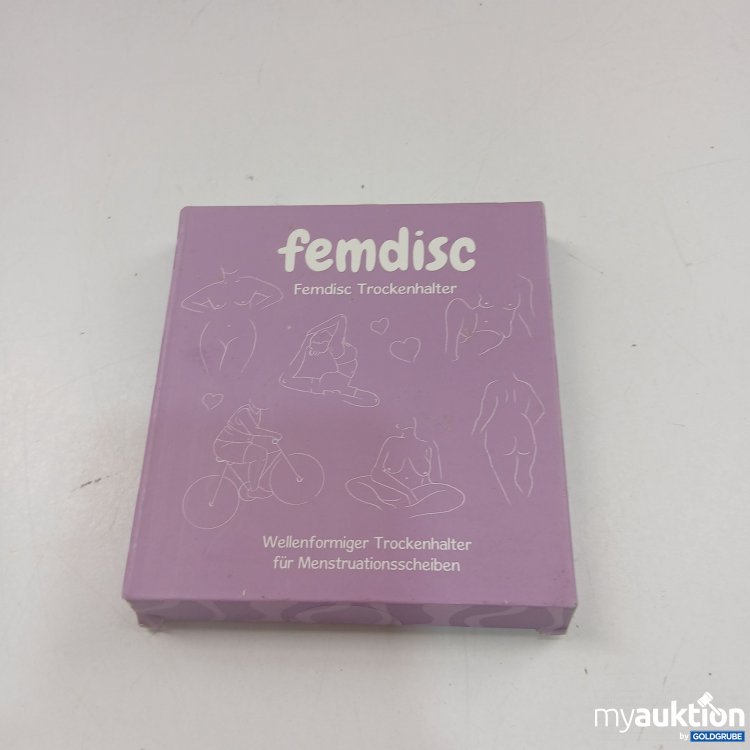 femdisc
Femdisc Trockenhalter
Wellenformiger Trockenhalter
für Menstruationsscheiben
myauktion
by GOLDGRUBE